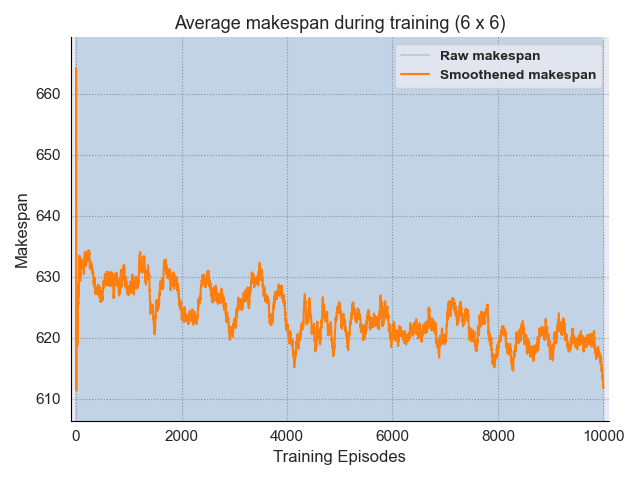 Average makespan during training (6 x 6)
Raw makespan
Smoothened makespan
660
650
640
630
620
610
Makespan
0 2000 4000 6000 8000 10000
Training Episodes